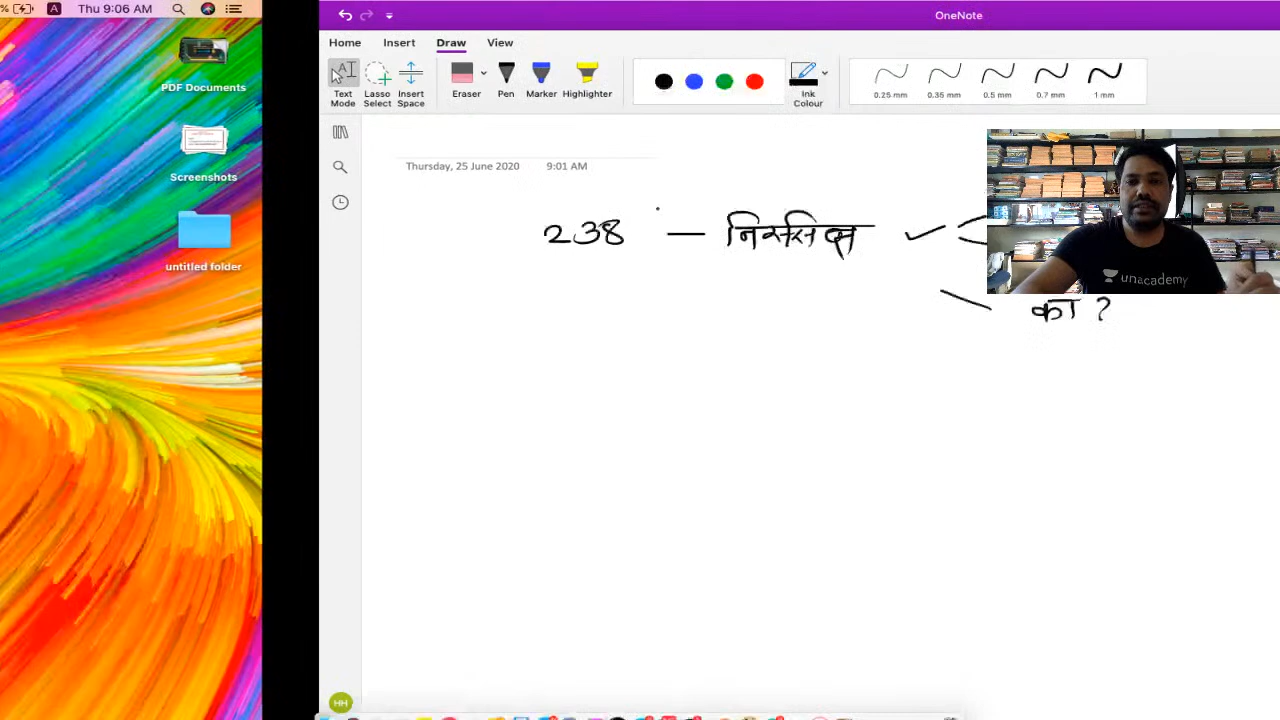 Thu 9:06 AM
OneNote
Home Insert Draw View
PDF Documents
Text Mode
Lasso Select
Insert Space
Eraser
Pen
Marker
Highlighter
Ink Colour
0.25 mm 0.35 mm 0.5 mm 0.7 mm 1 mm
Screenshots
untitled folder
Thursday, 25 June 2020 9:01 AM
238 —
unacademy
का ?
HH